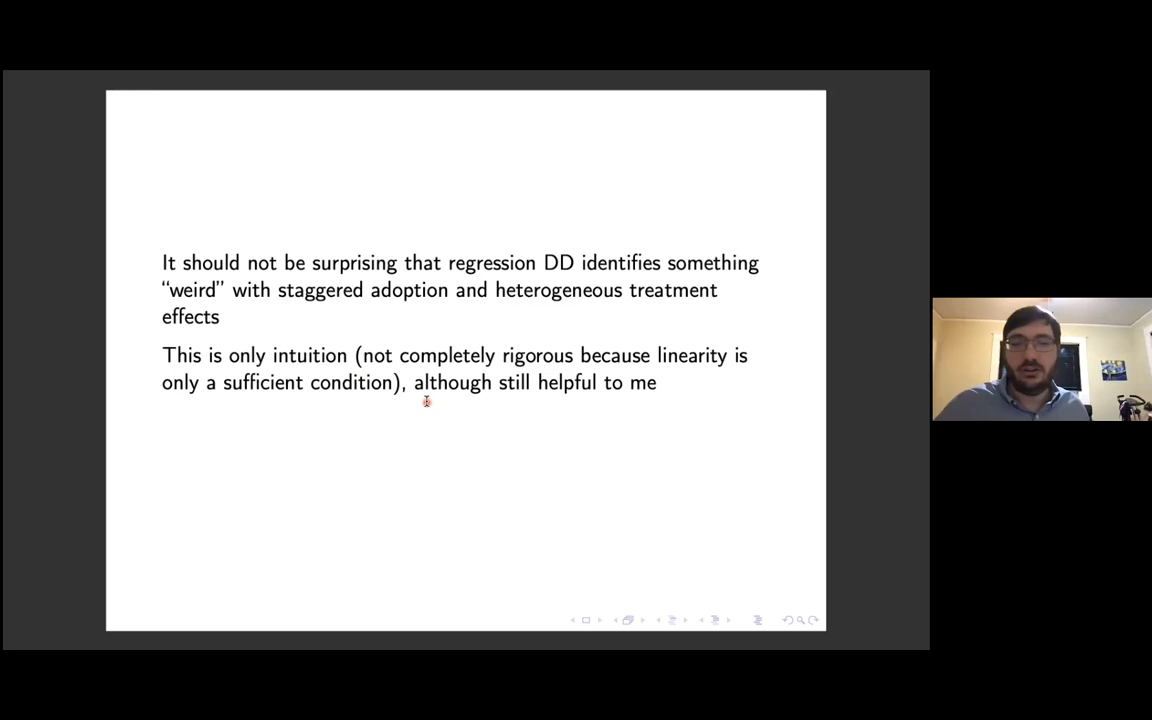 It should not be surprising that regression DD identifies something
“weird” with staggered adoption and heterogeneous treatment
effects
This is only intuition (not completely rigorous because linearity is
only a sufficient condition), although still helpful to me